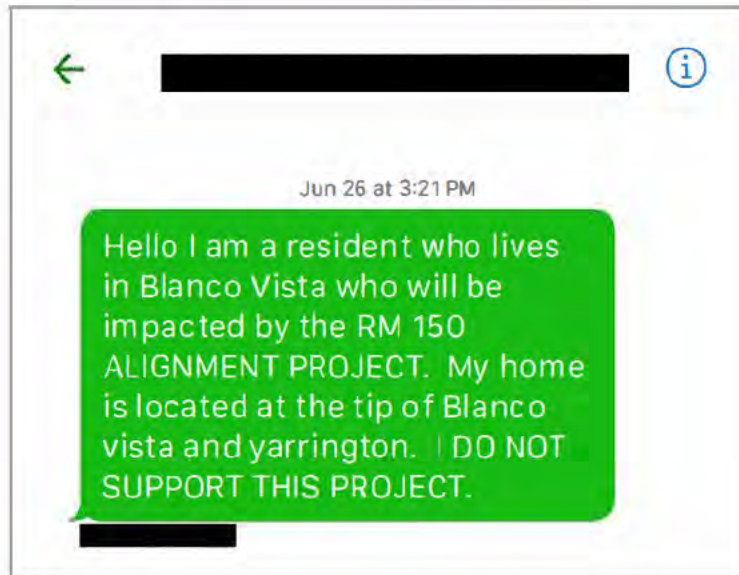 Jun 26 at 3:21 PM
Hello I am a resident who lives
in Blanco Vista who will be
impacted by the RM 150
ALIGNMENT PROJECT. My home
is located at the tip of Blanco
vista and yarrington. I DO NOT
SUPPORT THIS PROJECT.